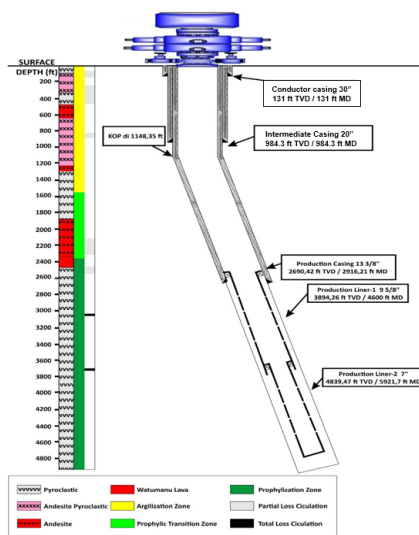 SURFACE
DEPTH (ft)
200
400
600
800
1000
1200
1400
1600
1800
2000
2200
2400
2600
2800
3000
3200
3400
3600
3800
4000
4200
4400
4600
4800
Conductor casing 30"
131 ft TVD / 131 ft MD
KOP di 1148,35 ft
Intermediate Casing 20"
984.3 ft TVD / 984.3 ft MD
Production Casing 13 3/8"
2690,42 ft TVD / 2916,21 ft MD
Production Liner-1 9 5/8"
3894,26 ft TVD / 4600 ft MD
Production Liner-2 7"
4839,47 ft TVD / 5921,7 ft MD
Pyroclastic
Andesite Pyroclastic
Andesite
Watumanu Lava
Argilization Zone
Prophylic Transition Zone
Prophylization Zone
Partial Loss Ciculation
Total Loss Ciculation